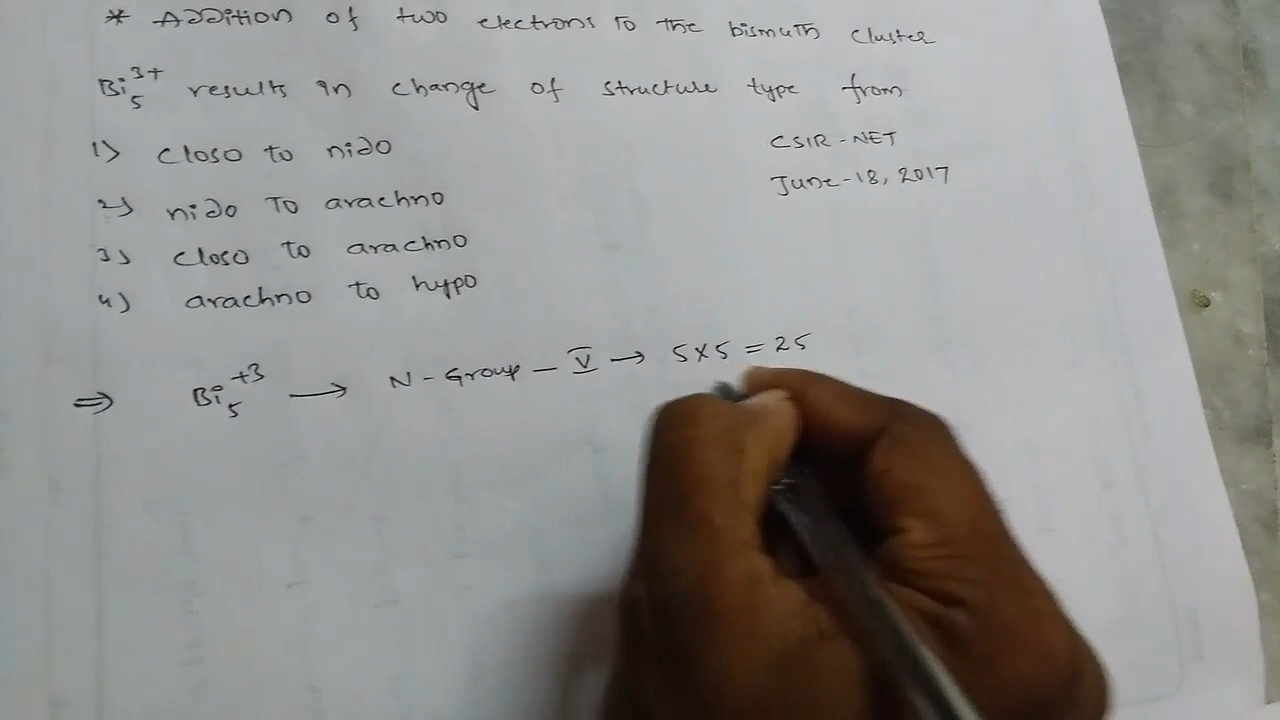 * Addition of two electrons to the bismuth cluster
Bi₅³⁺ results in change of structure type from
1) closo to nido
CSIR-NET
June-18, 2017
2) nido to arachno
3) closo to arachno
4) arachno to hypo
⇒ Bi₅⁺³ → N-Group - V → 5×5 = 25